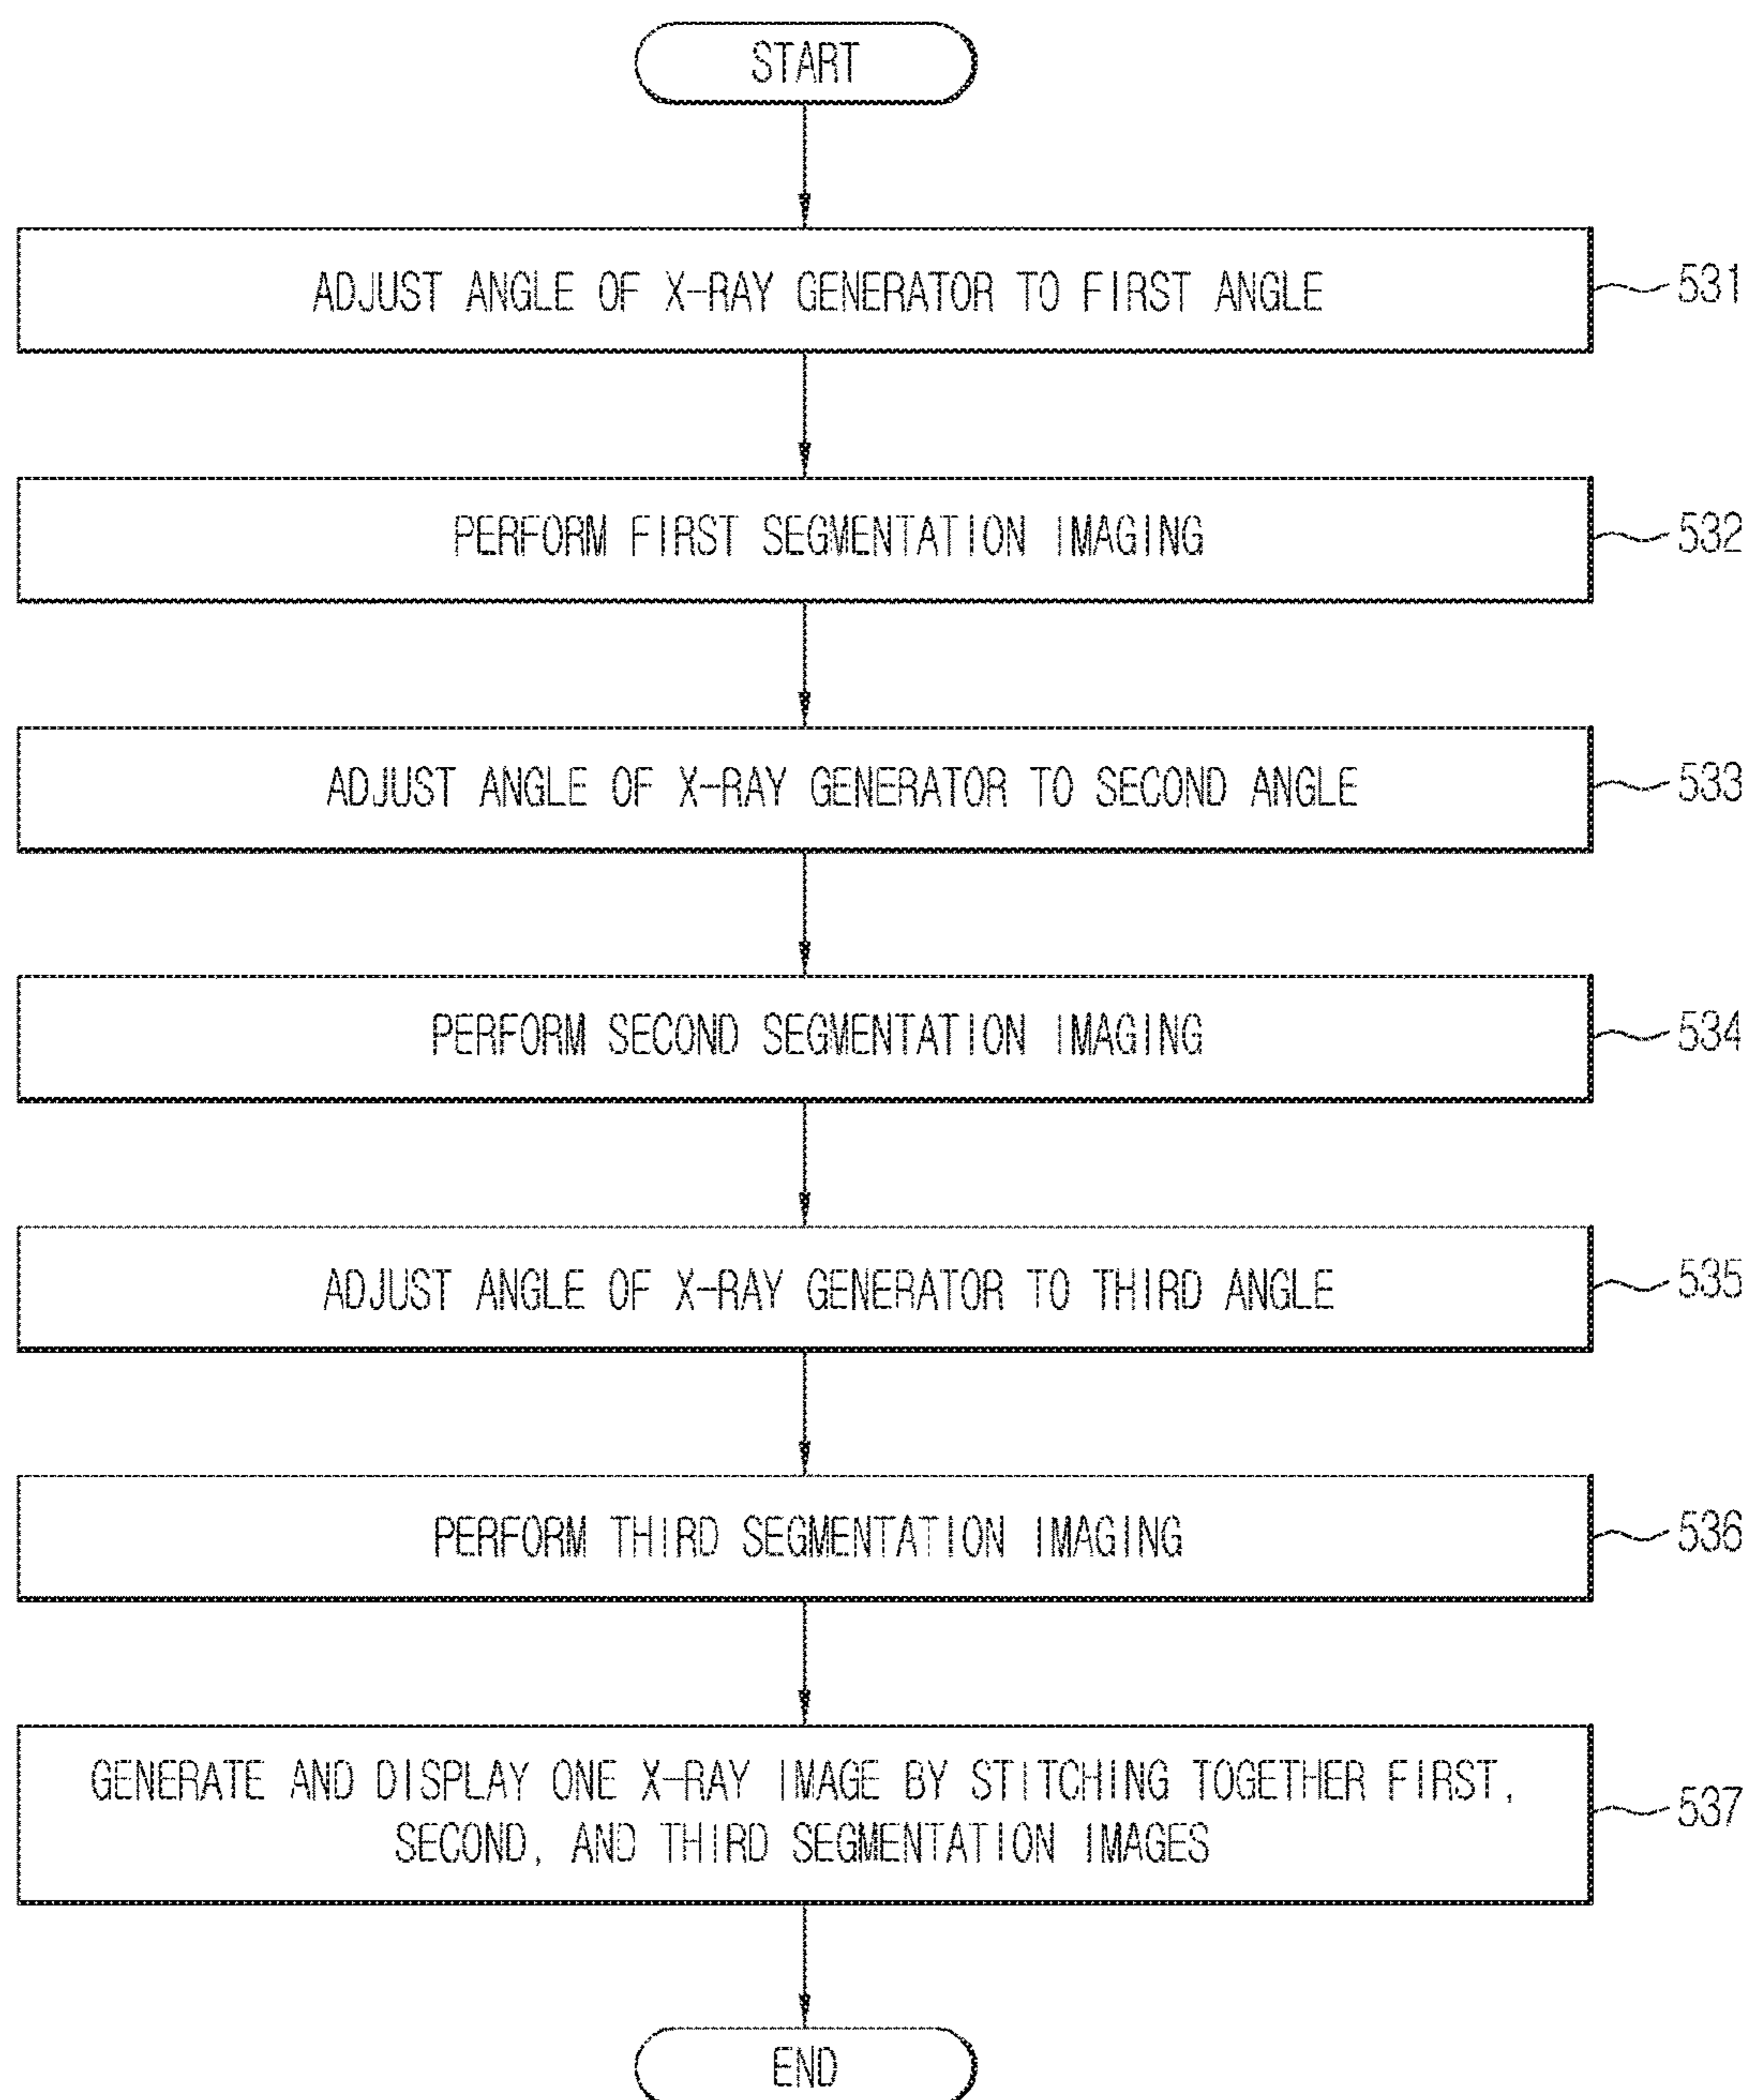 START
ADJUST ANGLE OF X-RAY GENERATOR TO FIRST ANGLE
531
PERFORM FIRST SEGMENTATION IMAGING
532
ADJUST ANGLE OF X-RAY GENERATOR TO SECOND ANGLE
533
PERFORM SECOND SEGMENTATION IMAGING
534
ADJUST ANGLE OF X-RAY GENERATOR TO THIRD ANGLE
535
PERFORM THIRD SEGMENTATION IMAGING
536
GENERATE AND DISPLAY ONE X-RAY IMAGE BY STITCHING TOGETHER FIRST,
SECOND, AND THIRD SEGMENTATION IMAGES
537
END